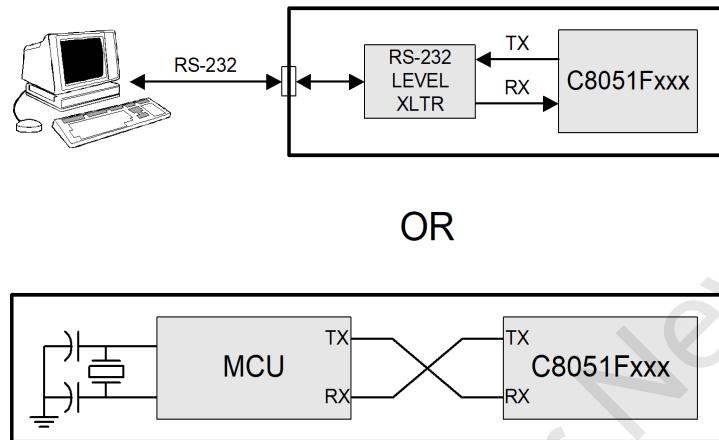 RS-232
RS-232
LEVEL
XLTR
TX
RX
C8051Fxxx
OR
MCU
TX
RX
TX
RX
C8051Fxxx